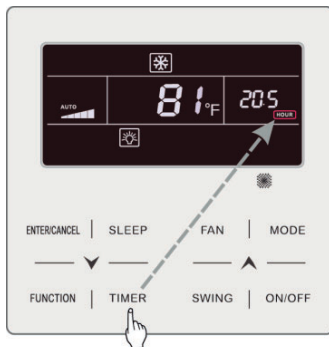 AUTO 81°F 20.5
HOUR
ENTER/CANCEL SLEEP FAN MODE
FUNCTION TIMER SWING ON/OFF